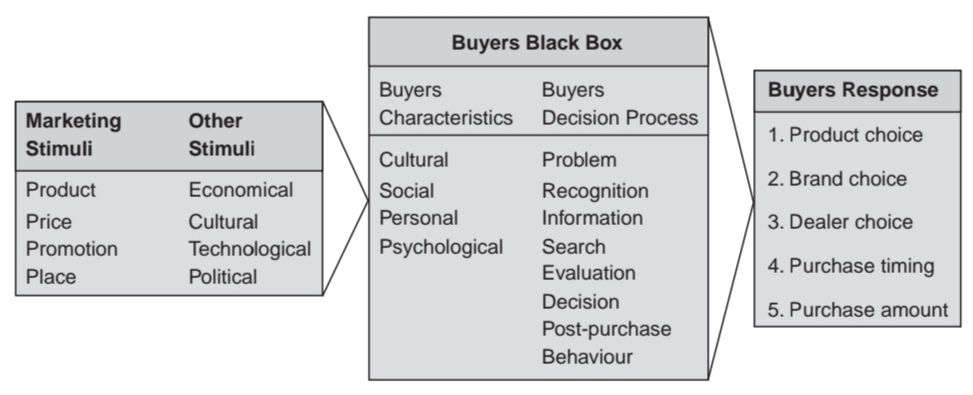 Marketing Stimuli
Other Stimuli
Product
Economical
Price
Cultural
Promotion
Technological
Place
Political
Buyers Black Box
Buyers Characteristics
Buyers Decision Process
Cultural
Social
Personal
Psychological
Problem
Recognition
Information
Search
Evaluation
Decision
Post-purchase
Behaviour
Buyers Response
1. Product choice
2. Brand choice
3. Dealer choice
4. Purchase timing
5. Purchase amount